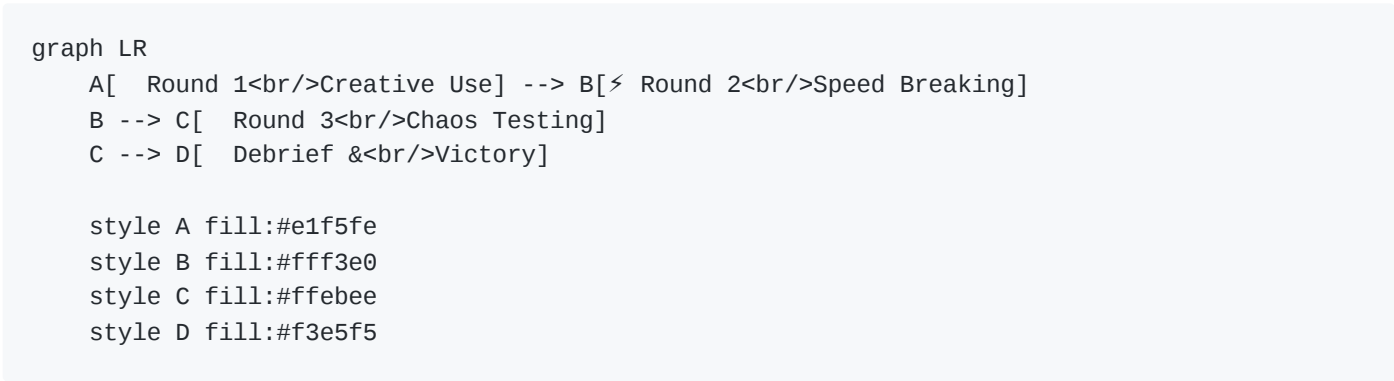 graph LR
    A[  Round 1<br/>Creative Use] --> B[⚡ Round 2<br/>Speed Breaking]
    B --> C[  Round 3<br/>Chaos Testing]
    C --> D[  Debrief &<br/>Victory]

    style A fill:#e1f5fe
    style B fill:#fff3e0
    style C fill:#ffebee
    style D fill:#f3e5f5